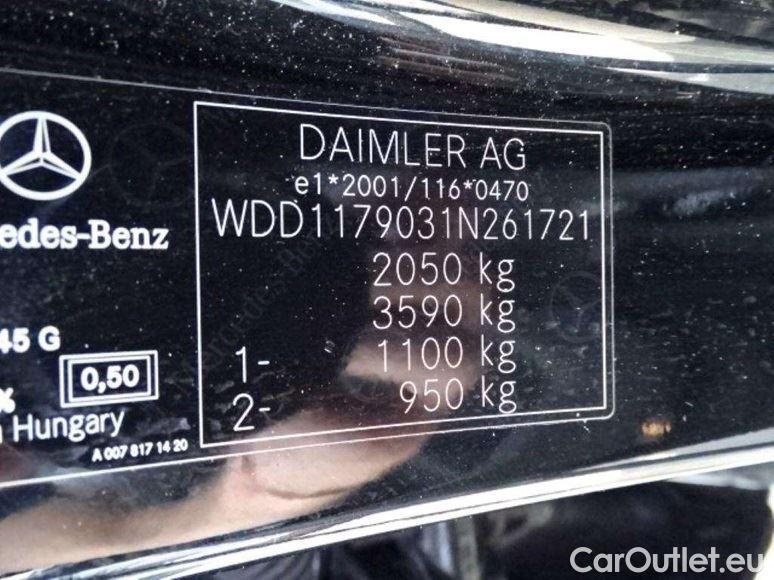 DAIMLER AG
e1*2001/116*0470
WDD1179031N261721
2050 kg
3590 kg
1- 1100 kg
2- 950 kg
edes-Benz
45 G
0,50
%
Hungary
A 007 817 14 20
CarOutlet.eu